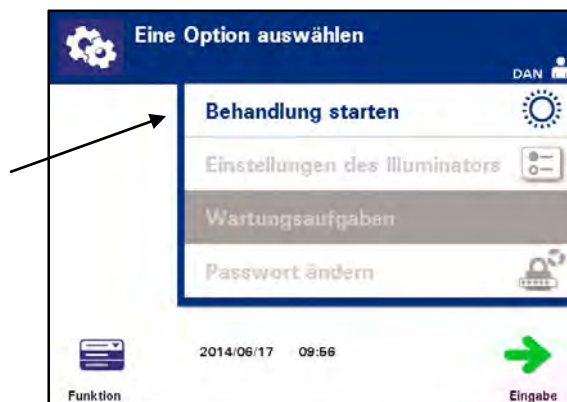 Eine Option auswählen
DAN
Behandlung starten
Einstellungen des Illuminators
Wartungsaufgaben
Passwort ändern
2014/06/17 09:56
Funktion
Eingabe